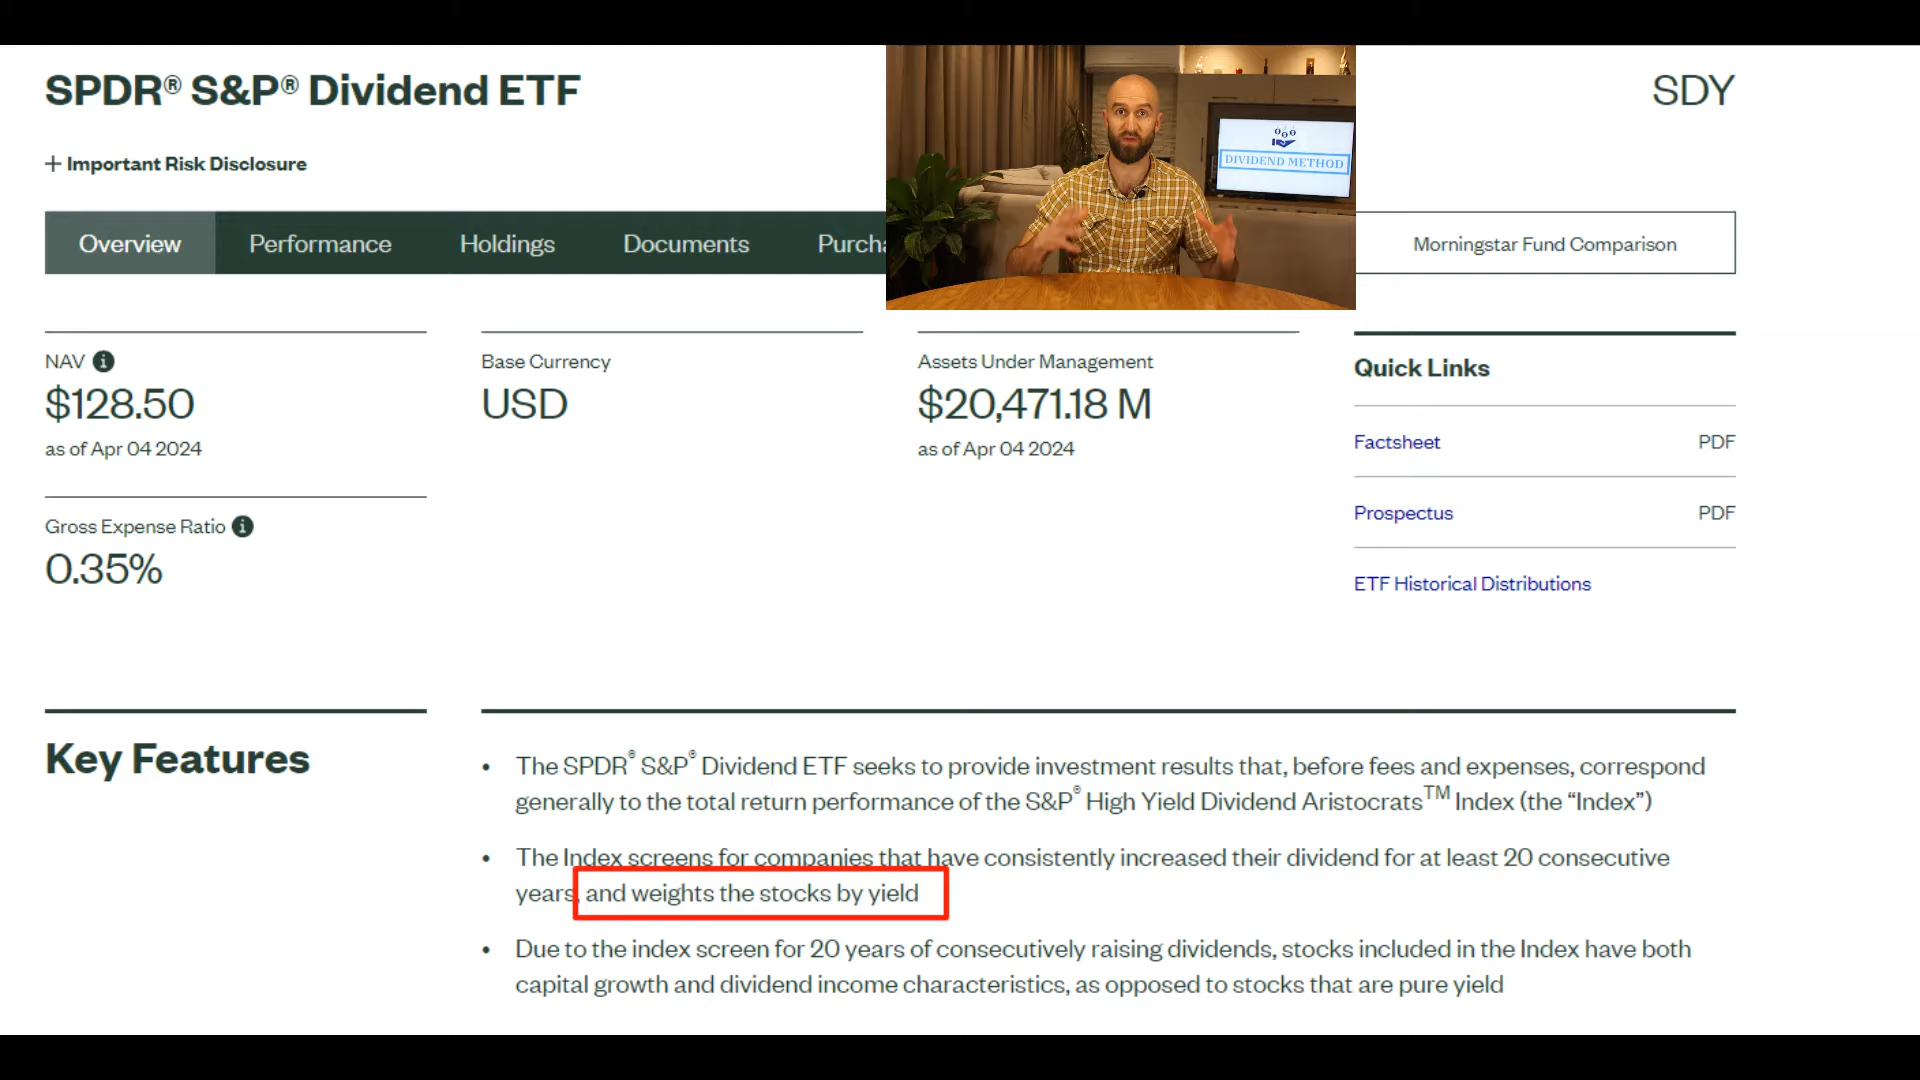 SPDR® S&P® Dividend ETF
SDY
+ Important Risk Disclosure
DIVIDEND METHOD
Overview
Performance
Holdings
Documents
Purcha
Morningstar Fund Comparison
NAV
$128.50
as of Apr 04 2024
Base Currency
USD
Assets Under Management
$20,471.18 M
as of Apr 04 2024
Quick Links
Factsheet PDF
Prospectus PDF
ETF Historical Distributions
Gross Expense Ratio
0.35%
Key Features
• The SPDR® S&P® Dividend ETF seeks to provide investment results that, before fees and expenses, correspond
generally to the total return performance of the S&P® High Yield Dividend Aristocrats™ Index (the “Index”)
• The Index screens for companies that have consistently increased their dividend for at least 20 consecutive
years, and weights the stocks by yield
• Due to the index screen for 20 years of consecutively raising dividends, stocks included in the Index have both
capital growth and dividend income characteristics, as opposed to stocks that are pure yield